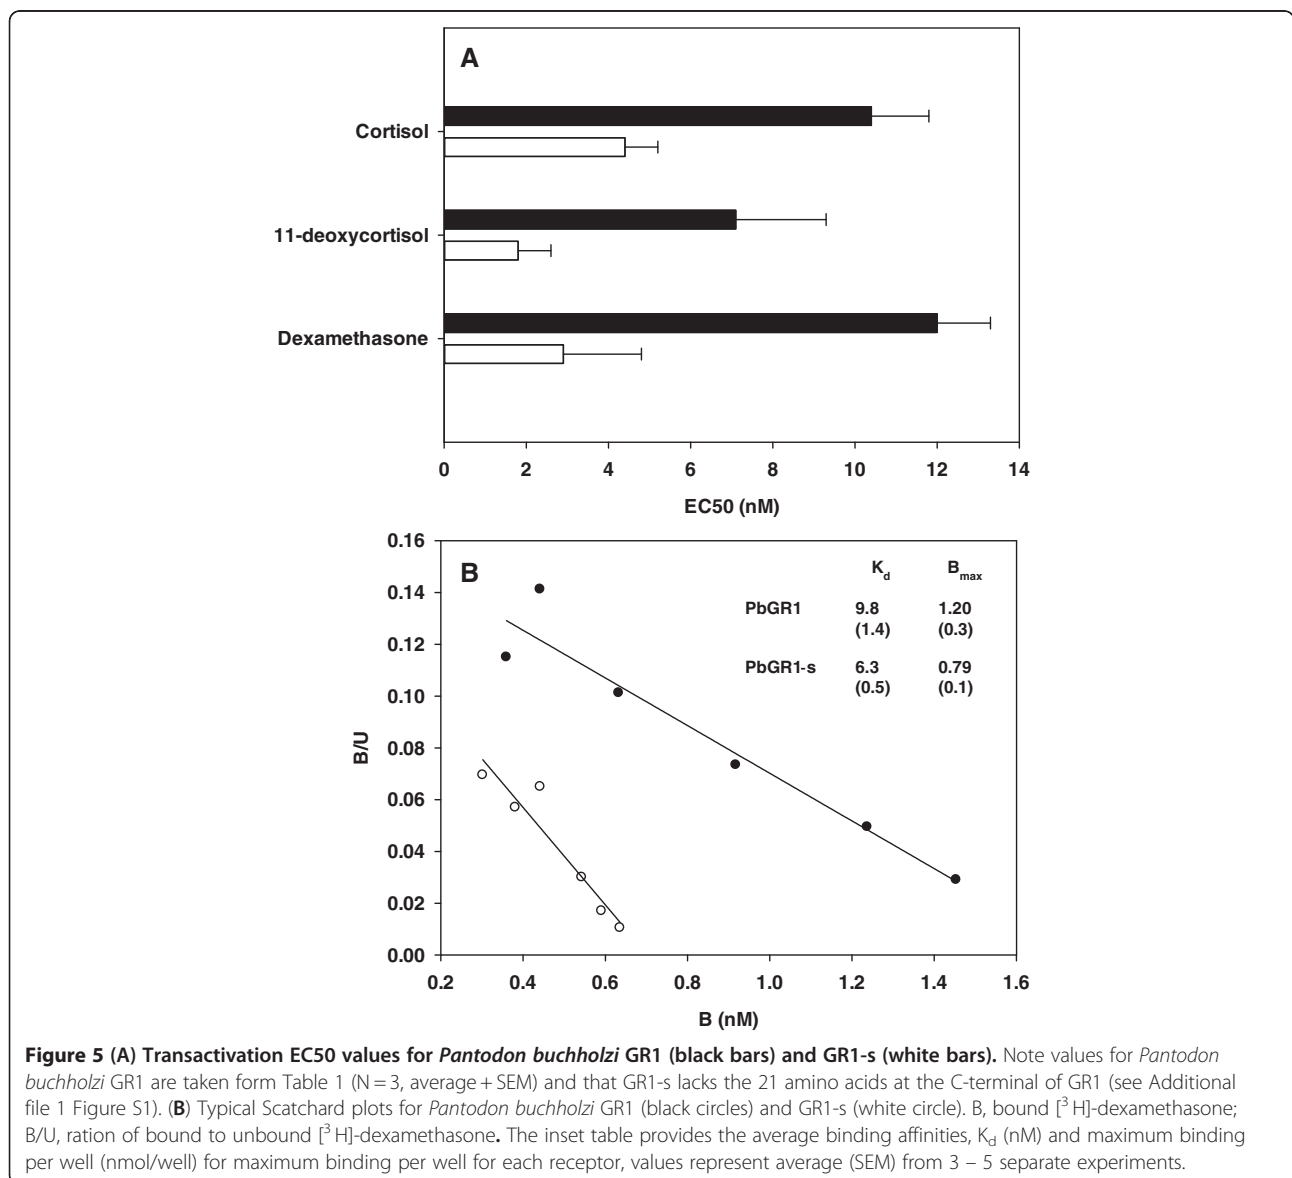 A
Cortisol
11-deoxycortisol
Dexamethasone
0 2 4 6 8 10 12 14
EC50 (nM)
B
0.16
0.14
0.12
0.10
0.08
0.06
0.04
0.02
0.00
B/U
Kd Bmax
PbGR1 9.8 1.20
(1.4) (0.3)
PbGR1-s 6.3 0.79
(0.5) (0.1)
0.2 0.4 0.6 0.8 1.0 1.2 1.4 1.6
B (nM)
Figure 5 (A) Transactivation EC50 values for Pantodon buchholzi GR1 (black bars) and GR1-s (white bars). Note values for Pantodon
buchholzi GR1 are taken form Table 1 (N = 3, average + SEM) and that GR1-s lacks the 21 amino acids at the C-terminal of GR1 (see Additional
file 1 Figure S1). (B) Typical Scatchard plots for Pantodon buchholzi GR1 (black circles) and GR1-s (white circle). B, bound [³ H]-dexamethasone;
B/U, ration of bound to unbound [³ H]-dexamethasone. The inset table provides the average binding affinities, Kd (nM) and maximum binding
per well (nmol/well) for maximum binding per well for each receptor, values represent average (SEM) from 3 – 5 separate experiments.